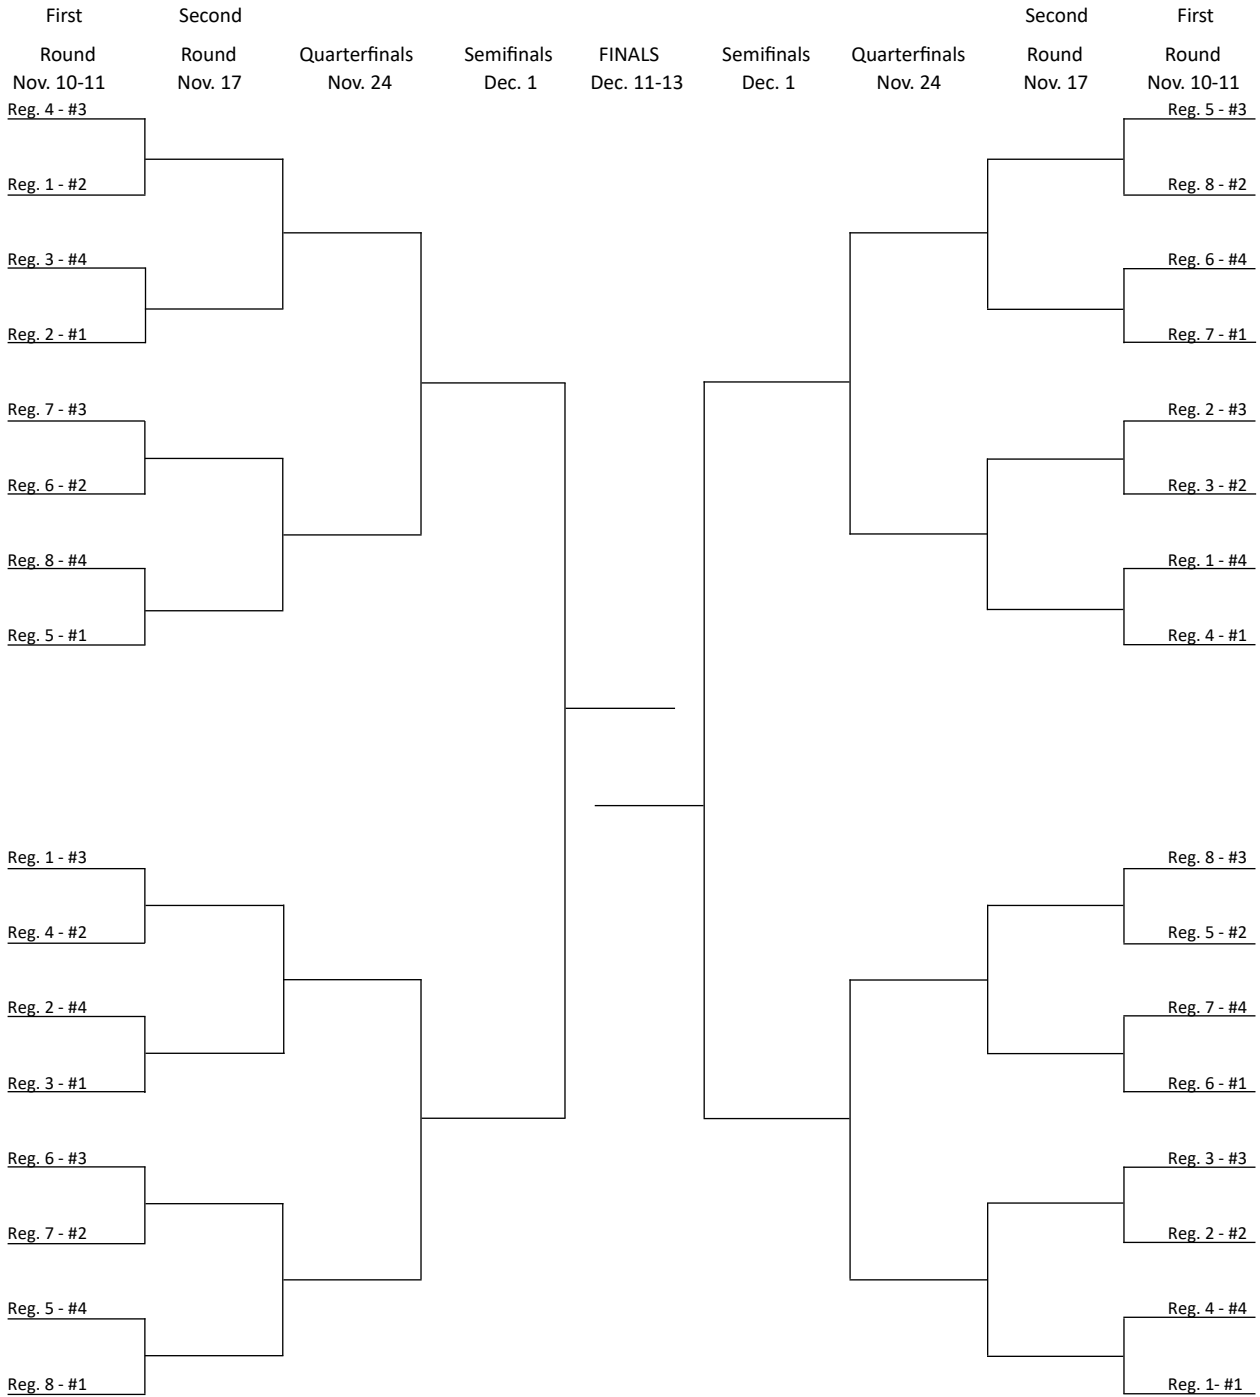 First Second Second First
Round Round Quarterfinals Semifinals FINALS Semifinals Quarterfinals Round Round
Nov. 10-11 Nov. 17 Nov. 24 Dec. 1 Dec. 11-13 Dec. 1 Nov. 24 Nov. 17 Nov. 10-11
Reg. 4 - #3 Reg. 5 - #3
Reg. 1 - #2 Reg. 8 - #2
Reg. 3 - #4 Reg. 6 - #4
Reg. 2 - #1 Reg. 7 - #1
Reg. 7 - #3 Reg. 2 - #3
Reg. 6 - #2 Reg. 3 - #2
Reg. 8 - #4 Reg. 1 - #4
Reg. 5 - #1 Reg. 4 - #1
Reg. 1 - #3 Reg. 8 - #3
Reg. 4 - #2 Reg. 5 - #2
Reg. 2 - #4 Reg. 7 - #4
Reg. 3 - #1 Reg. 6 - #1
Reg. 6 - #3 Reg. 3 - #3
Reg. 7 - #2 Reg. 2 - #2
Reg. 5 - #4 Reg. 4 - #4
Reg. 8 - #1 Reg. 1- #1